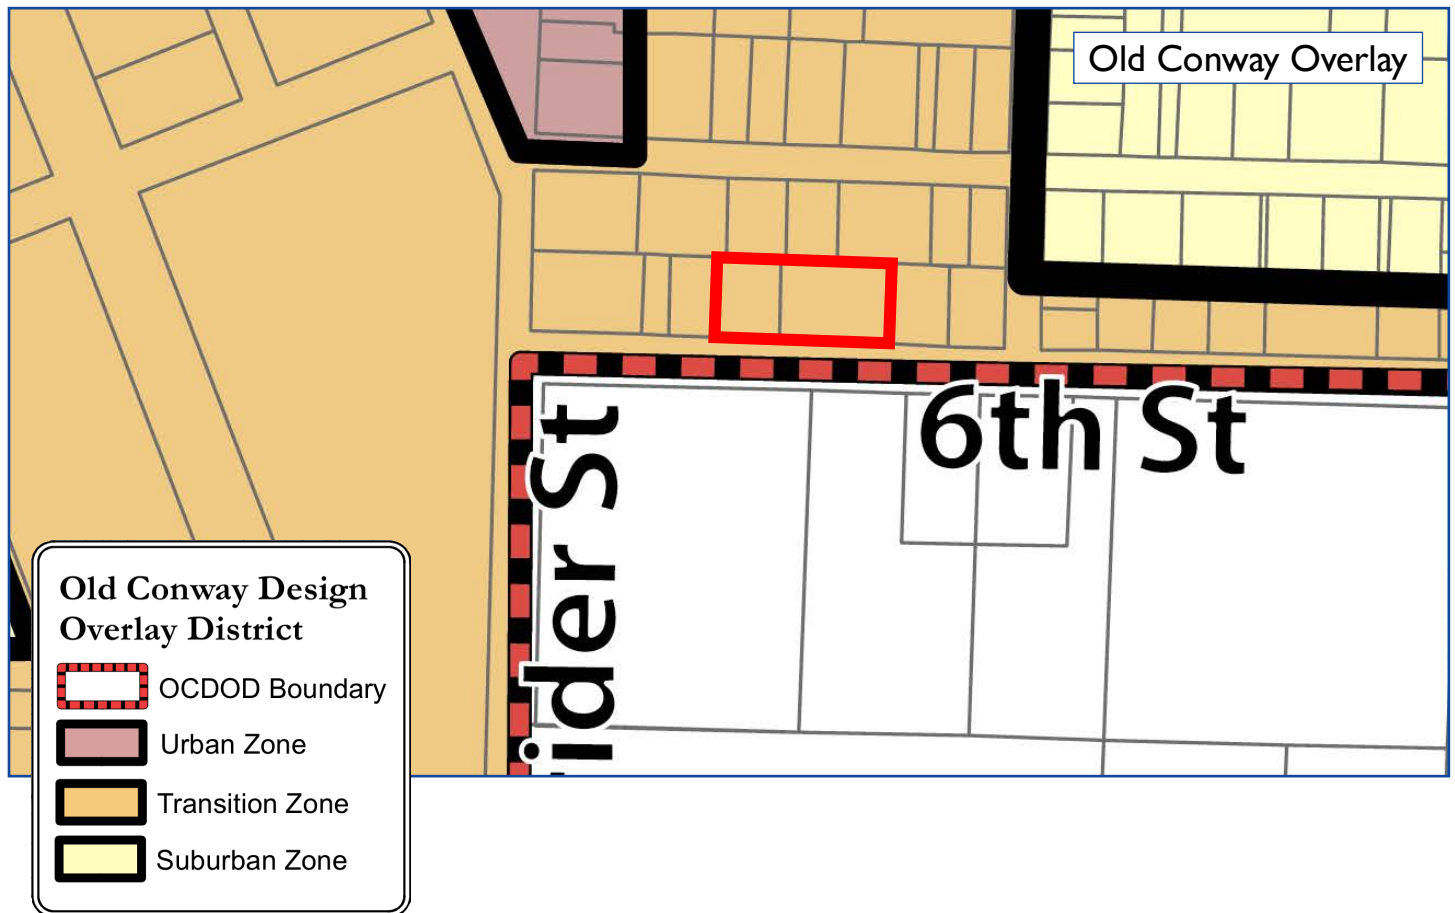 Old Conway Overlay
6th St
ider St
Old Conway Design
Overlay District
OCDOD Boundary
Urban Zone
Transition Zone
Suburban Zone